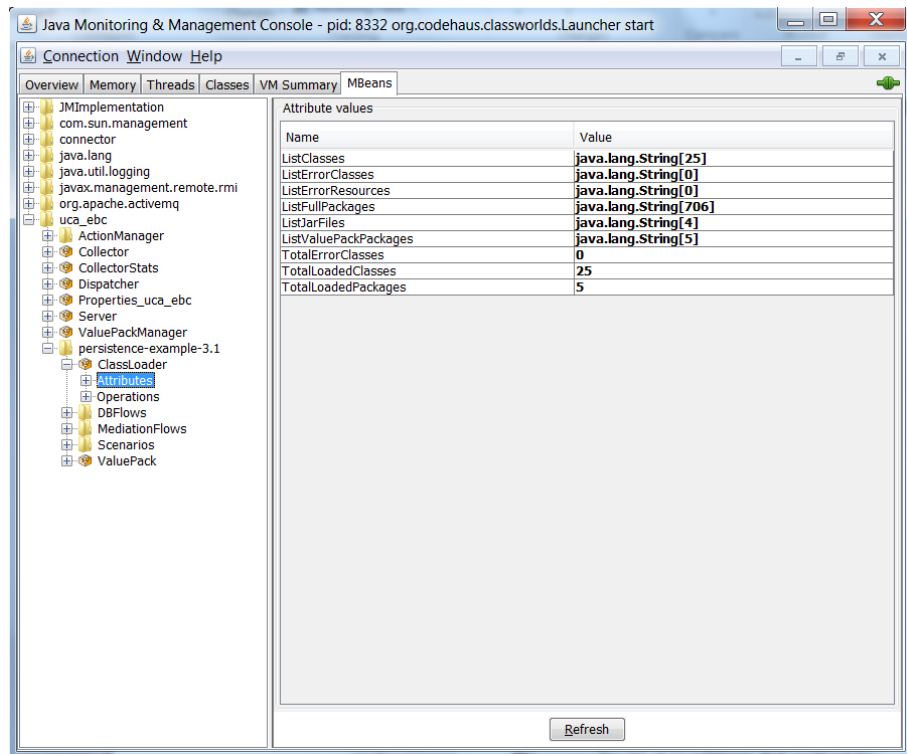 Java Monitoring & Management Console - pid: 8332 org.codehaus.classworlds.Launcher start
Connection Window Help
Overview Memory Threads Classes VM Summary MBeans
JMImplementation
com.sun.management
connector
java.lang
java.util.logging
javax.management.remote.rmi
org.apache.activemq
uca_ebc
ActionManager
Collector
CollectorStats
Dispatcher
Properties_uca_ebc
Server
ValuePackManager
persistence-example-3.1
ClassLoader
Attributes
Operations
DBFlows
MediationFlows
Scenarios
ValuePack
Attribute values
Name Value
ListClasses java.lang.String[25]
ListErrorClasses java.lang.String[0]
ListErrorResources java.lang.String[0]
ListFullPackages java.lang.String[706]
ListJarFiles java.lang.String[4]
ListValuePackPackages java.lang.String[5]
TotalErrorClasses 0
TotalLoadedClasses 25
TotalLoadedPackages 5
Refresh